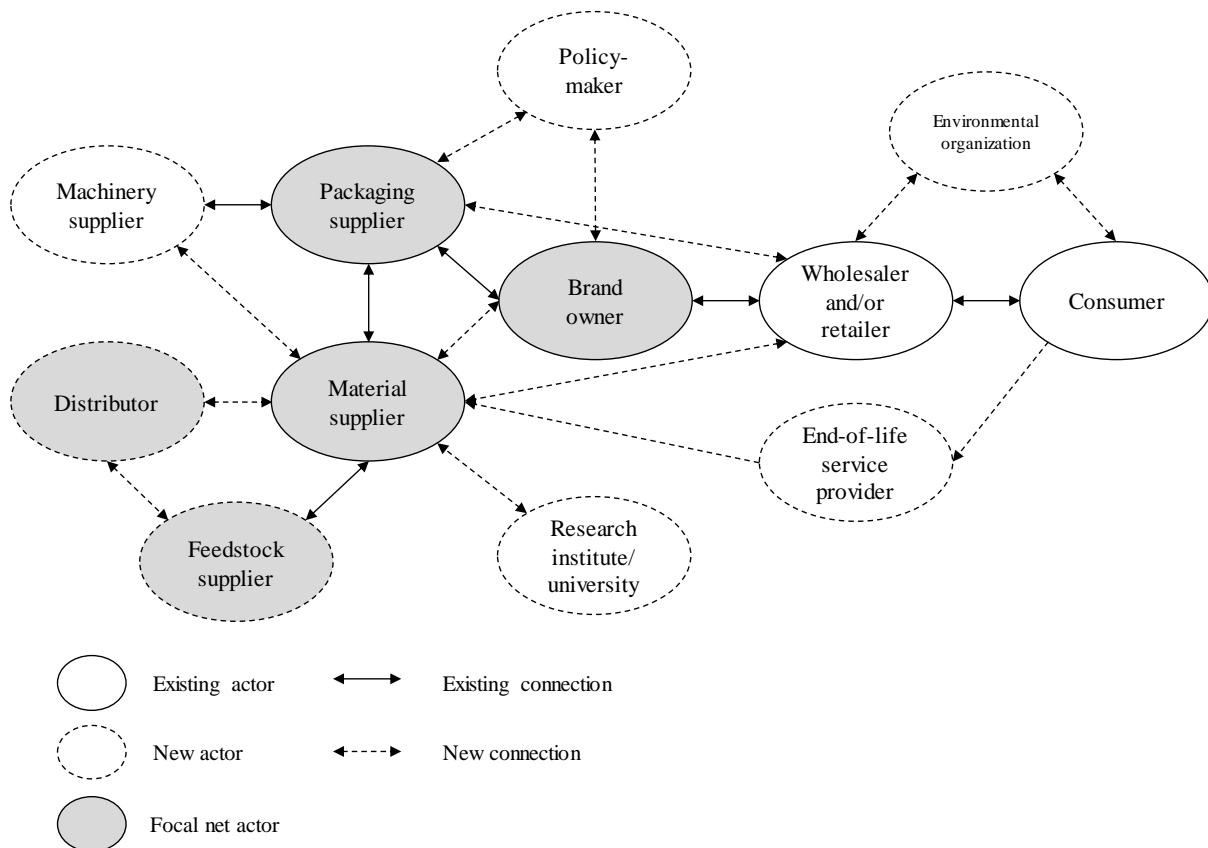 Policy-
maker
Environmental
organization
Machinery
supplier
Packaging
supplier
Brand
owner
Wholesaler
and/or
retailer
Consumer
Distributor
Material
supplier
End-of-life
service
provider
Feedstock
supplier
Research
institute/
university
Existing actor
Existing connection
New actor
New connection
Focal net actor